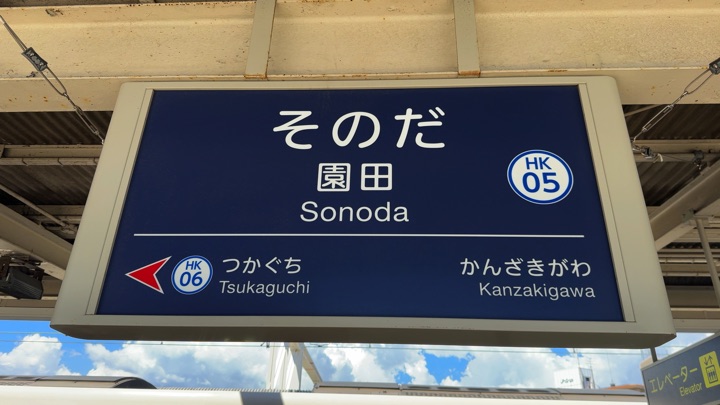 そのだ
園田
Sonoda
HK
05
HK
06
つかぐち
Tsukaguchi
かんざきがわ
Kanzakigawa
エレベーター
Elevator